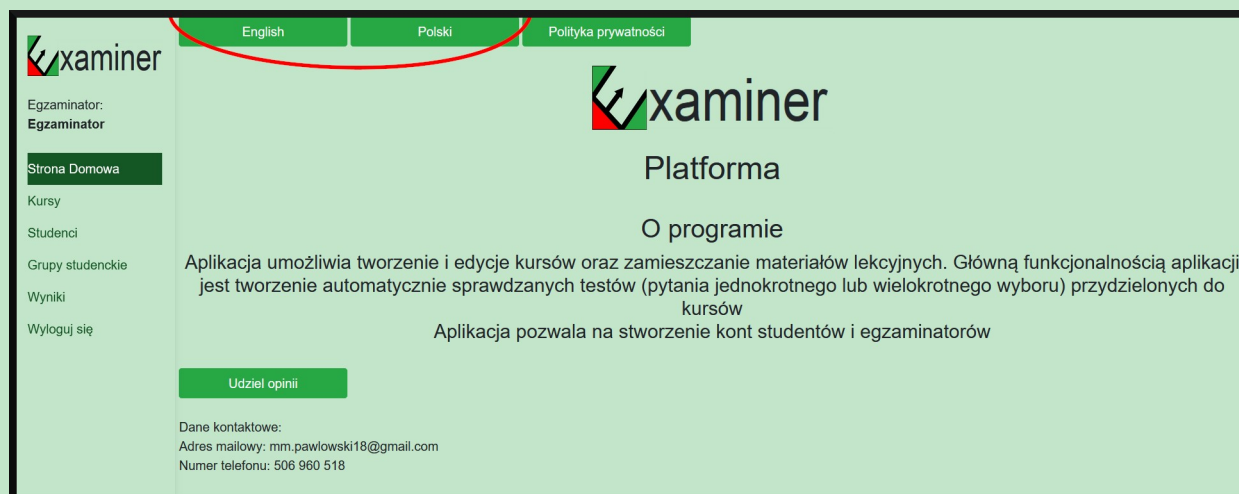 Examiner
Egzaminator:
Egzaminator
Strona Domowa
Kursy
Studenci
Grupy studenckie
Wyniki
Wyloguj się
English
Polski
Polityka prywatności
Examiner
Platforma
O programie
Aplikacja umożliwia tworzenie i edycje kursów oraz zamieszczanie materiałów lekcyjnych. Główną funkcjonalnością aplikacji
jest tworzenie automatycznie sprawdzanych testów (pytania jednokrotnego lub wielokrotnego wyboru) przydzielonych do
kursów
Aplikacja pozwala na stworzenie kont studentów i egzaminatorów
Udziel opinii
Dane kontaktowe:
Adres mailowy: mm.pawlowski18@gmail.com
Numer telefonu: 506 960 518